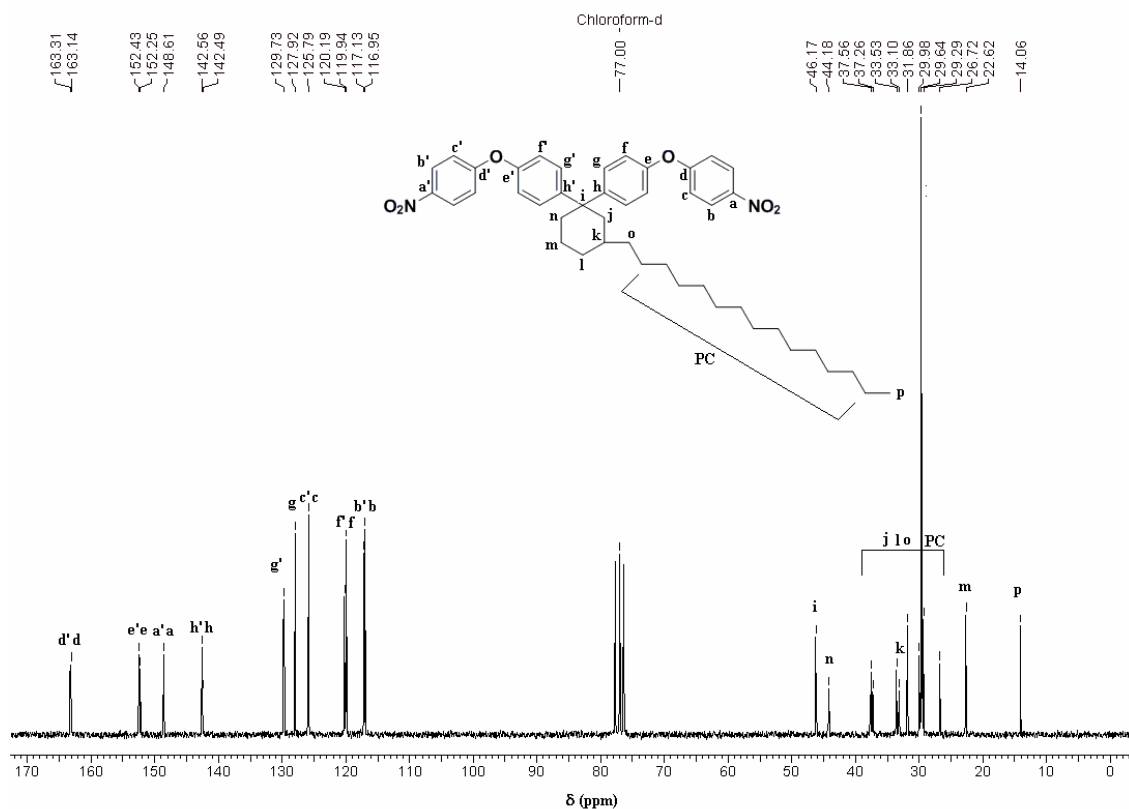 Chloroform-d
163.31
163.14
152.43
152.25
148.61
142.56
142.49
129.73
127.92
125.79
120.19
119.94
117.13
116.95
77.00
46.17
44.18
37.56
37.26
33.53
33.10
31.86
29.98
29.64
29.29
26.72
22.62
14.06
b' c' O f' g' g f e O
a' d' e' h' h d c b a
O₂N i NO₂
n j
m k o
l
PC
p
d' d e'e a'a h'h g' g c'c f' f b'b i n j l o PC k m p
170 160 150 140 130 120 110 100 90 80 70 60 50 40 30 20 10 0
δ (ppm)